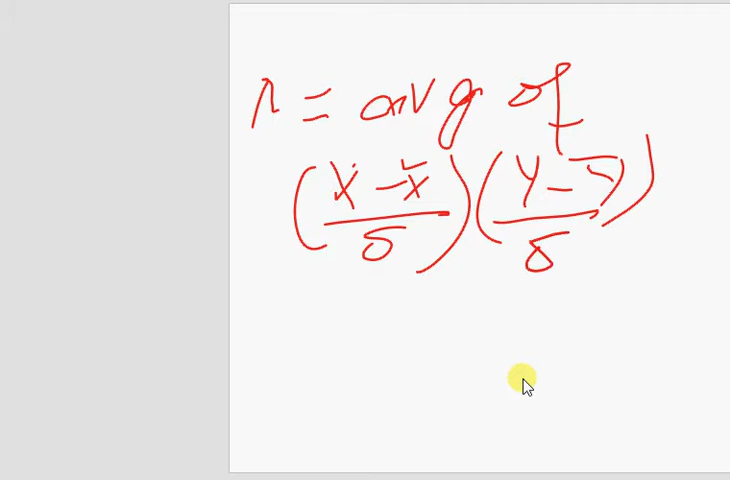 r = avg of
(x - x̄ / σ) (y - ȳ / σ)